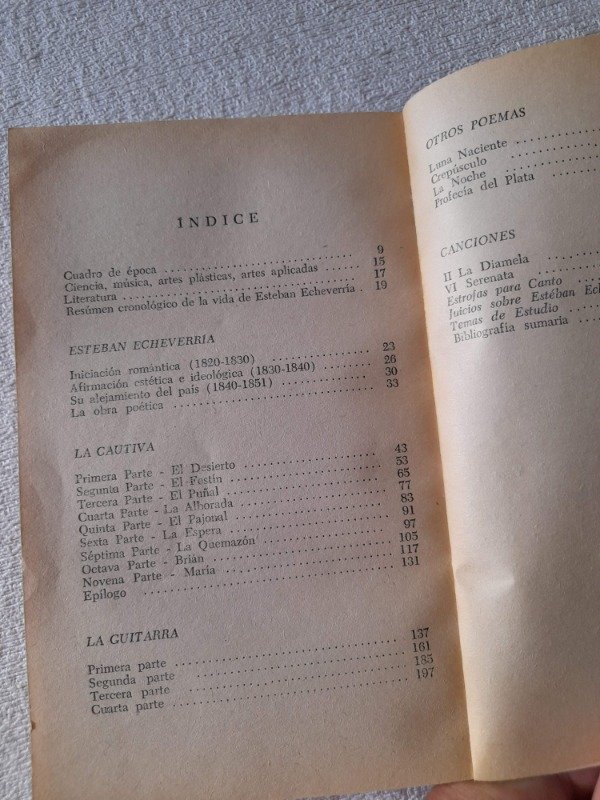 ÍNDICE
Cuadro de época .......................... 9
Ciencia, música, artes plásticas, artes aplicadas ........ 15
Literatura .......................... 17
Resúmen cronológico de la vida de Esteban Echeverría . 19
ESTEBAN ECHEVERRIA
Iniciación romántica (1820-1830) .............. 23
Afirmación estética e ideológica (1830-1840) ......... 26
Su alejamiento del país (1840-1851) ............ 30
La obra poética .......................... 33
LA CAUTIVA
Primera Parte - El Desierto ................ 43
Segunda Parte - El Festín ................ 53
Tercera Parte - El Puñal ................ 65
Cuarta Parte - La Alborada ................ 77
Quinta Parte - El Pajonal ................ 83
Sexta Parte - La Espera ................ 91
Séptima Parte - La Quemazón ................ 97
Octava Parte - Brián ................ 105
Novena Parte - María ................ 117
Epílogo .......................... 131
LA GUITARRA
Primera parte .......................... 137
Segunda parte .......................... 161
Tercera parte .......................... 185
Cuarta parte .......................... 197
OTROS POEMAS
Luna Naciente ..........
Crepúsculo ..........
La Noche ..........
Profecía del Plata ..........
CANCIONES
II La Diamela ..........
VI Serenata ..........
Estrofas para Canto ..........
Juicios sobre Estéban
Temas de Estudio ..........
Bibliografía sumaria ..........